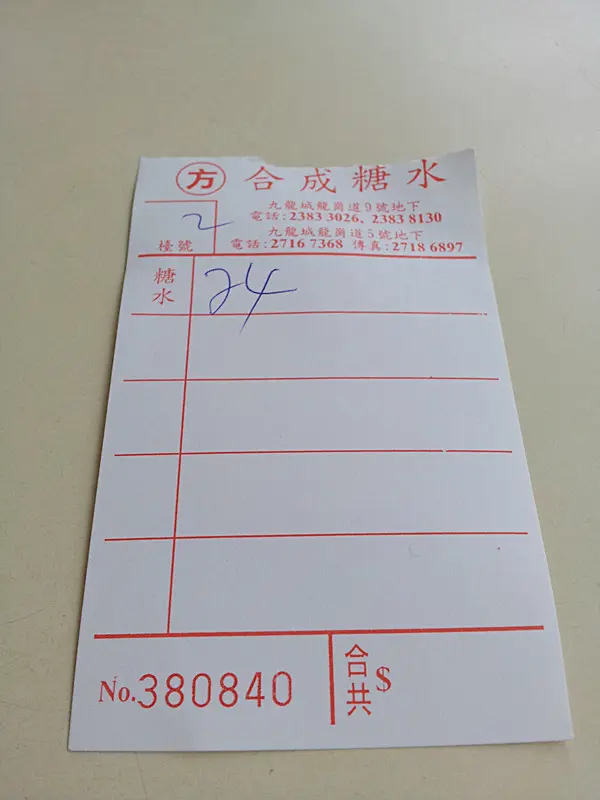 方 合成糖水
九龍城龍崗道9號地下
電話:2383 3026, 2383 8130
九龍城龍崗道5號地下
電話:2716 7368 傳真:2718 6897
2
檯號
糖水 24
No.380840 合共$